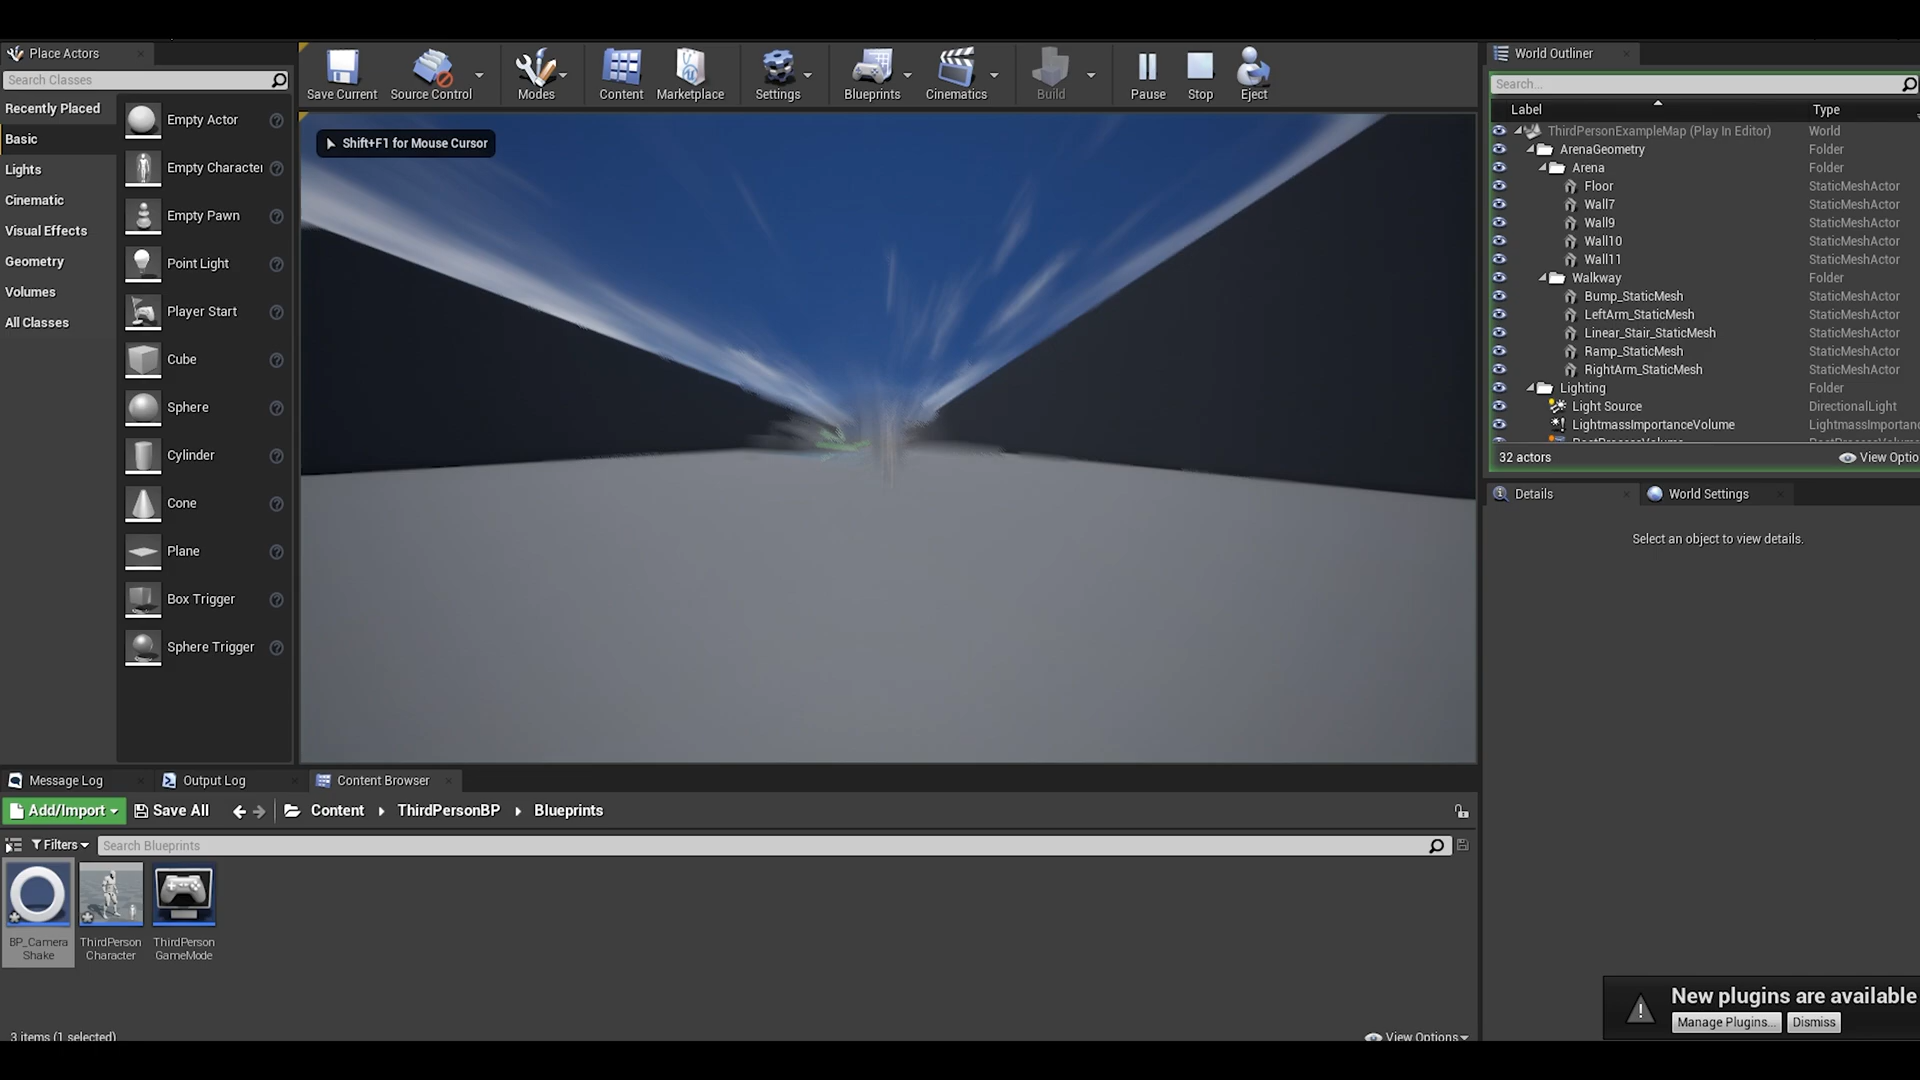 Place Actors
Search Classes
Recently Placed
Basic
Lights
Cinematic
Visual Effects
Geometry
Volumes
All Classes
Empty Actor
Empty Character
Empty Pawn
Point Light
Player Start
Cube
Sphere
Cylinder
Cone
Plane
Box Trigger
Sphere Trigger
Save Current
Source Control
Modes
Content
Marketplace
Settings
Blueprints
Cinematics
Build
Pause
Stop
Eject
Shift+F1 for Mouse Cursor
World Outliner
Search...
Label Type
ThirdPersonExampleMap (Play In Editor) World
ArenaGeometry Folder
Arena Folder
Floor StaticMeshActor
Wall7 StaticMeshActor
Wall9 StaticMeshActor
Wall10 StaticMeshActor
Wall11 StaticMeshActor
Walkway Folder
Bump_StaticMesh StaticMeshActor
LeftArm_StaticMesh StaticMeshActor
Linear_Stair_StaticMesh StaticMeshActor
Ramp_StaticMesh StaticMeshActor
RightArm_StaticMesh StaticMeshActor
Lighting Folder
Light Source DirectionalLight
LightmassImportanceVolume LightmassImportanc
32 actors View Optio
Details World Settings
Select an object to view details.
Message Log Output Log Content Browser
Add/Import Save All Content ThirdPersonBP Blueprints
Filters Search Blueprints
BP_Camera
Shake
ThirdPerson
Character
ThirdPerson
GameMode
3 items (1 selected) View Options
New plugins are available
Manage Plugins... Dismiss